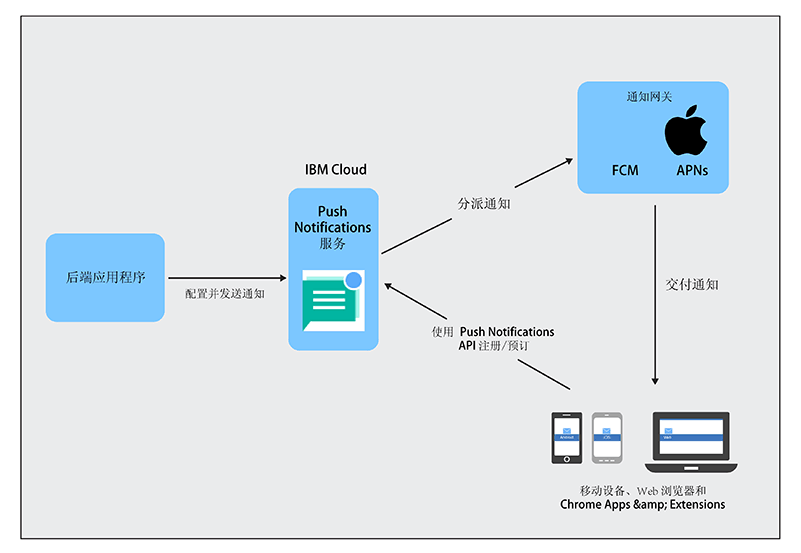 通知网关
FCM
APNs
IBM Cloud
Push
Notifications
服务
分派通知
后端应用程序
配置并发送通知
交付通知
使用 Push Notifications
API 注册/预订
Android
iOS
Web
移动设备、Web 浏览器和
Chrome Apps &amp; Extensions